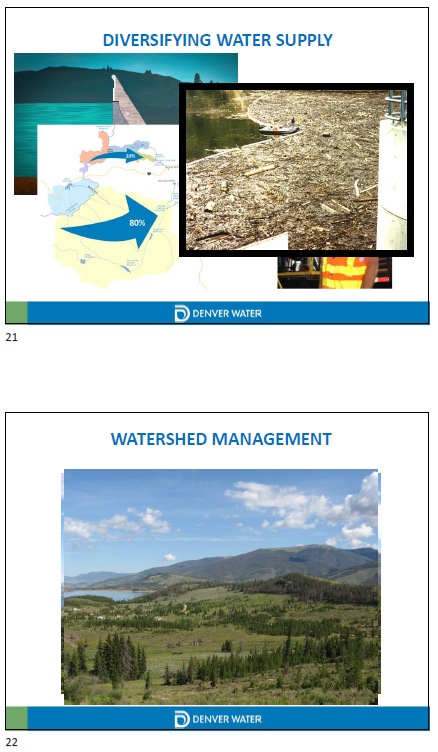 DIVERSIFYING WATER SUPPLY
20%
80%
DENVER WATER
21
WATERSHED MANAGEMENT
DENVER WATER
22